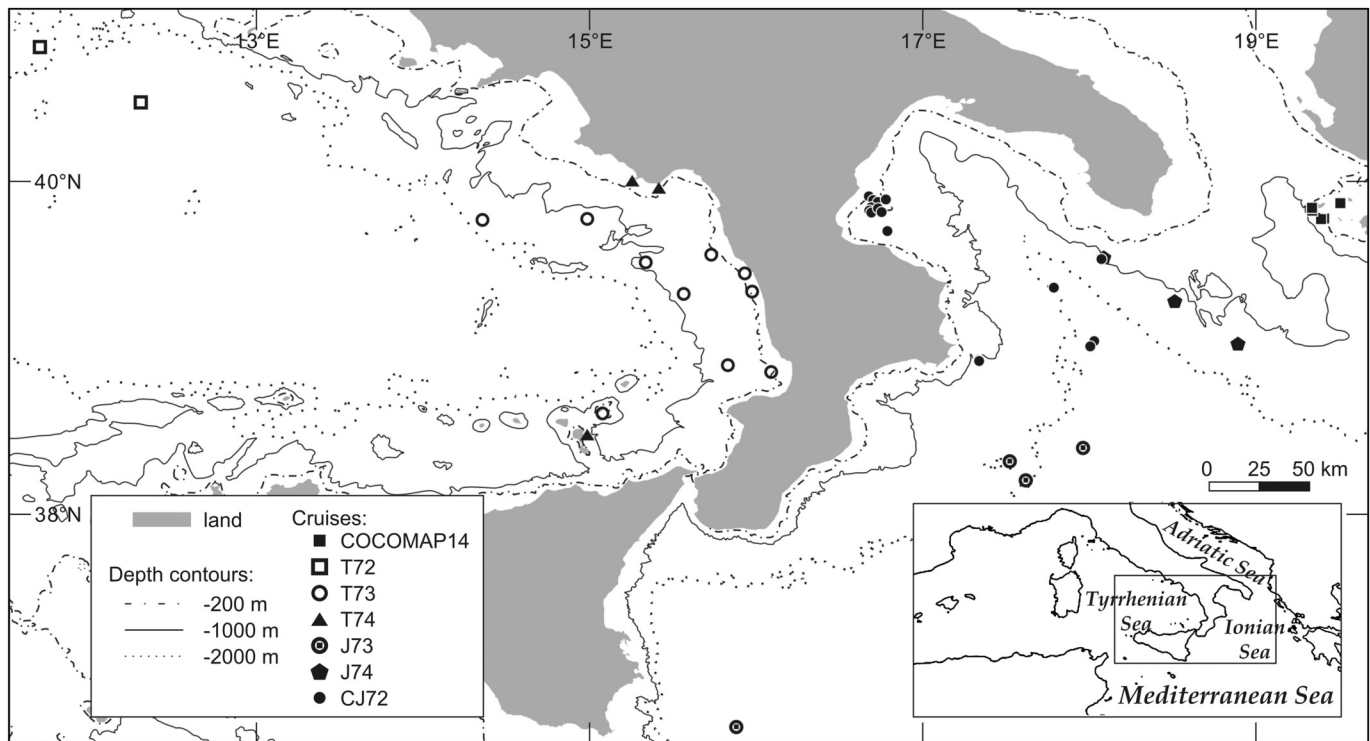 13°E
15°E
17°E
19°E
40°N
38°N
0 25 50 km
land
Depth contours:
-200 m
-1000 m
-2000 m
Cruises:
COCOMAP14
T72
T73
T74
J73
J74
CJ72
Adriatic Sea
Tyrrhenian
Sea
Ionian
Sea
Mediterranean Sea